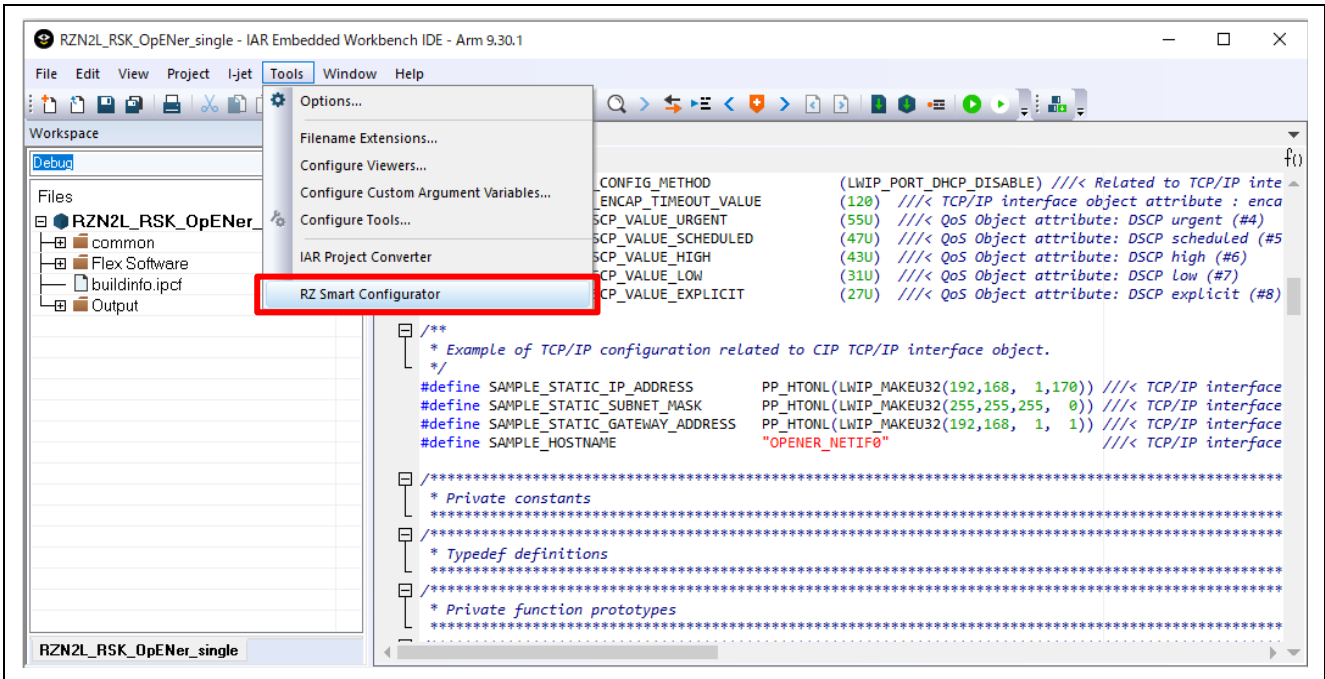 RZN2L_RSK_OpENer_single - IAR Embedded Workbench IDE - Arm 9.30.1
File Edit View Project I-jet Tools Window Help
Workspace
Debug
Files
RZN2L_RSK_OpENer_
common
Flex Software
buildinfo.ipcf
Output
RZN2L_RSK_OpENer_single
Options...
Filename Extensions...
Configure Viewers...
Configure Custom Argument Variables...
Configure Tools...
IAR Project Converter
RZ Smart Configurator
f()
_CONFIG_METHOD (LWIP_PORT_DHCP_DISABLE) ///< Related to TCP/IP inte
_ENCAP_TIMEOUT_VALUE (120) ///< TCP/IP interface object attribute : enca
SCP_VALUE_URGENT (55U) ///< QoS Object attribute: DSCP urgent (#4)
SCP_VALUE_SCHEDULED (47U) ///< QoS Object attribute: DSCP scheduled (#5
SCP_VALUE_HIGH (43U) ///< QoS Object attribute: DSCP high (#6)
SCP_VALUE_LOW (31U) ///< QoS Object attribute: DSCP low (#7)
CP_VALUE_EXPLICIT (27U) ///< QoS Object attribute: DSCP explicit (#8)
/**
* Example of TCP/IP configuration related to CIP TCP/IP interface object.
*/
#define SAMPLE_STATIC_IP_ADDRESS PP_HTONL(LWIP_MAKEU32(192,168, 1,170)) ///< TCP/IP interface
#define SAMPLE_STATIC_SUBNET_MASK PP_HTONL(LWIP_MAKEU32(255,255,255, 0)) ///< TCP/IP interface
#define SAMPLE_STATIC_GATEWAY_ADDRESS PP_HTONL(LWIP_MAKEU32(192,168, 1, 1)) ///< TCP/IP interface
#define SAMPLE_HOSTNAME "OPENER_NETIF0" ///< TCP/IP interface
/***********************************************************************************************
* Private constants
***********************************************************************************************
/***********************************************************************************************
* Typedef definitions
***********************************************************************************************
/***********************************************************************************************
* Private function prototypes
***********************************************************************************************